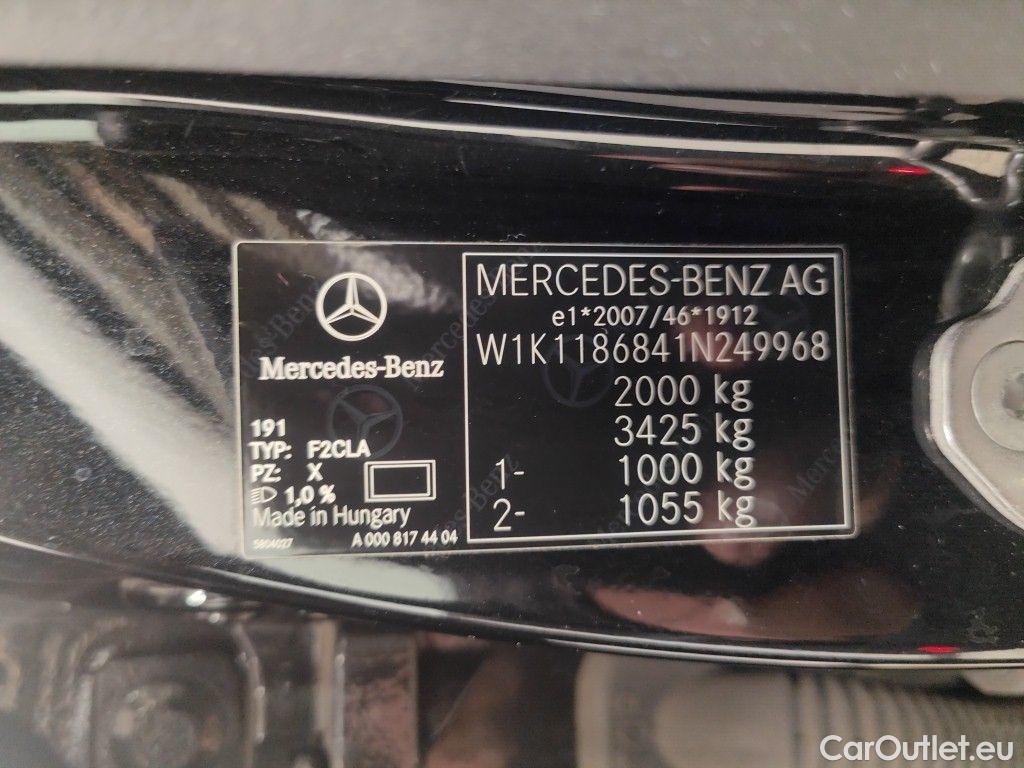 Mercedes-Benz
191
TYP: F2CLA
PZ: X
1,0 %
Made in Hungary
5804027
A 000 817 44 04
MERCEDES-BENZ AG
e1*2007/46*1912
W1K1186841N249968
2000 kg
3425 kg
1- 1000 kg
2- 1055 kg
CarOutlet.eu